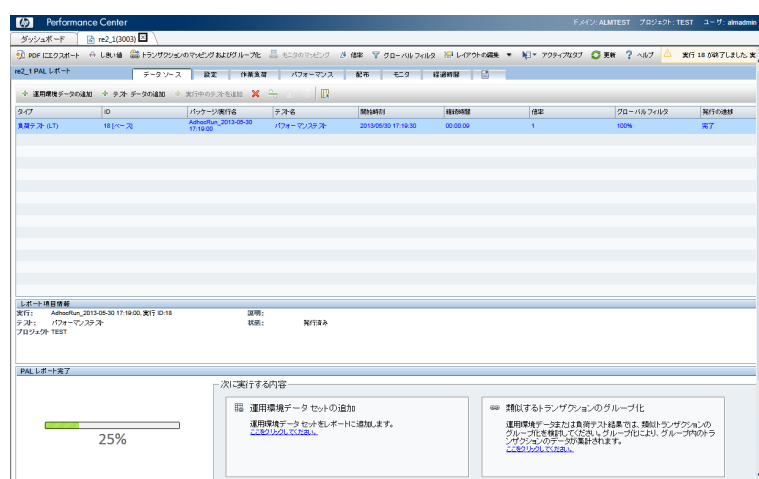 hp Performance Center ドメイン: ALMTEST プロジェクト: TEST ユーザ: almadmin
ダッシュボード re2_1(3003)
PDF にエクスポート しきい値 トランザクションのマッピングおよびグループ化 モニタのマッピング 倍率 グローバル フィルタ レイアウトの編集 アクティブなタブ 更新 ヘルプ 実行 18 が終了しました 実
re2_1 PAL レポート データ ソース 設定 作業負荷 パフォーマンス 配布 モニタ 経過時間
運用環境データの追加 テスト データの追加 実行中のテストを追加
タイプ ID パッケージ/実行名 テスト名 開始時刻 継続時間 倍率 グローバル フィルタ 発行の進捗
負荷テスト (LT) 18 [ベース] AdhocRun_2013-05-30 パフォーマンステスト 2013/05/30 17:19:30 00:00:09 1 100% 完了
17:19:00
レポート項目情報
実行: AdhocRun_2013-05-30 17:19:00, 実行 ID:18 説明:
テスト: パフォーマンステスト 状態: 発行済み
プロジェクト TEST
PAL レポート完了
次に実行する内容
運用環境データ セットの追加
運用環境データ セットをレポートに追加します。
ここをクリックしてください。
類似するトランザクションのグループ化
運用環境データまたは負荷テスト結果では、類似トランザクションの
グループ化を検討してください。グループ化により、グループ内のトラ
ンザクションのデータが集計されます。
ここをクリックしてください。
25%